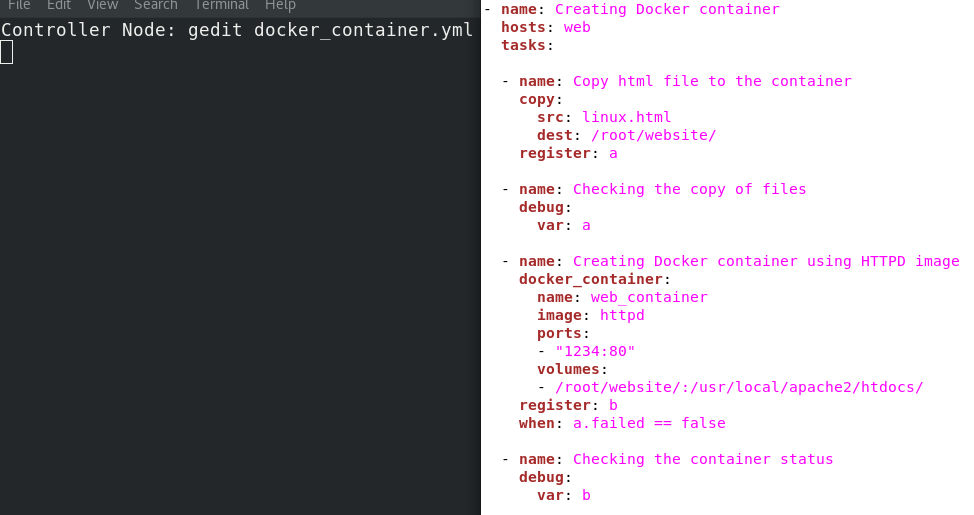 File Edit View Search Terminal Help
Controller Node: gedit docker_container.yml
- name: Creating Docker container
  hosts: web
  tasks:

  - name: Copy html file to the container
    copy:
      src: linux.html
      dest: /root/website/
    register: a

  - name: Checking the copy of files
    debug:
      var: a

  - name: Creating Docker container using HTTPD image
    docker_container:
      name: web_container
      image: httpd
      ports:
      - "1234:80"
      volumes:
      - /root/website/:/usr/local/apache2/htdocs/
    register: b
    when: a.failed == false

  - name: Checking the container status
    debug:
      var: b